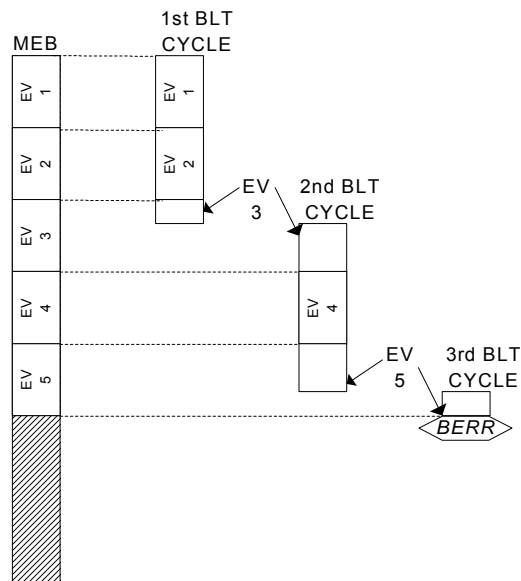 1st BLT
CYCLE
MEB
EV 1
EV 1
EV 2
EV 2
EV
3
2nd BLT
CYCLE
EV 3
EV 4
EV 4
EV
5
3rd BLT
CYCLE
EV 5
BERR